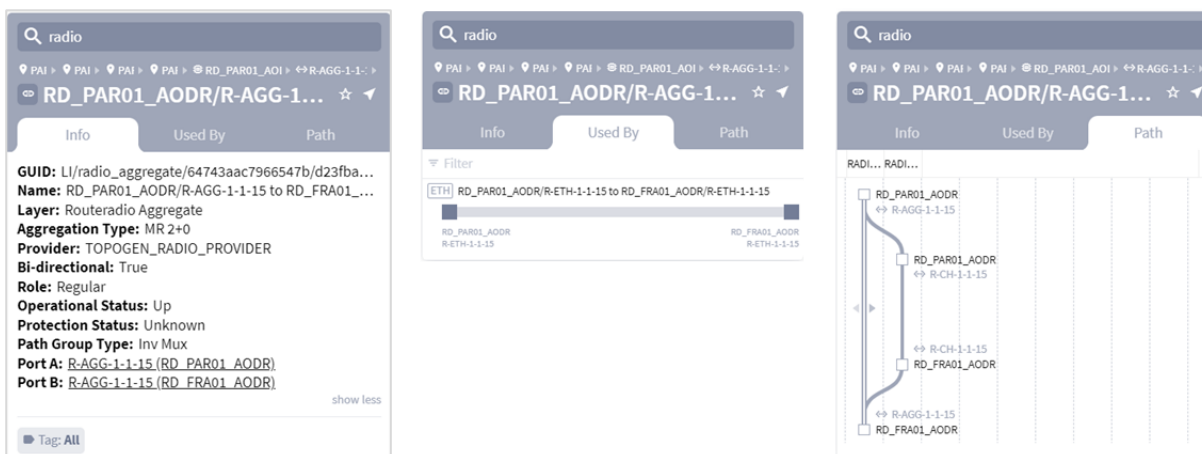 radio
PAI PAI PAI PAI RD_PAR01_AOI R-AGG-1-1-
RD_PAR01_AODR/R-AGG-1...
Info Used By Path
GUID: LI/radio_aggregate/64743aac7966547b/d23fba...
Name: RD_PAR01_AODR/R-AGG-1-1-15 to RD_FRA01_...
Layer: Routeradio Aggregate
Aggregation Type: MR 2+0
Provider: TOPOGEN_RADIO_PROVIDER
Bi-directional: True
Role: Regular
Operational Status: Up
Protection Status: Unknown
Path Group Type: Inv Mux
Port A: R-AGG-1-1-15 (RD_PAR01_AODR)
Port B: R-AGG-1-1-15 (RD_FRA01_AODR)
show less
Tag: All
radio
PAI PAI PAI PAI RD_PAR01_AOI R-AGG-1-1-
RD_PAR01_AODR/R-AGG-1...
Info Used By Path
Filter
ETH RD_PAR01_AODR/R-ETH-1-1-15 to RD_FRA01_AODR/R-ETH-1-1-15
RD_PAR01_AODR RD_FRA01_AODR
R-ETH-1-1-15 R-ETH-1-1-15
radio
PAI PAI PAI PAI RD_PAR01_AOI R-AGG-1-1-
RD_PAR01_AODR/R-AGG-1...
Info Used By Path
RADI... RADI...
RD_PAR01_AODR
R-AGG-1-1-15
RD_PAR01_AODR
R-CH-1-1-15
R-CH-1-1-15
RD_FRA01_AODR
R-AGG-1-1-15
RD_FRA01_AODR